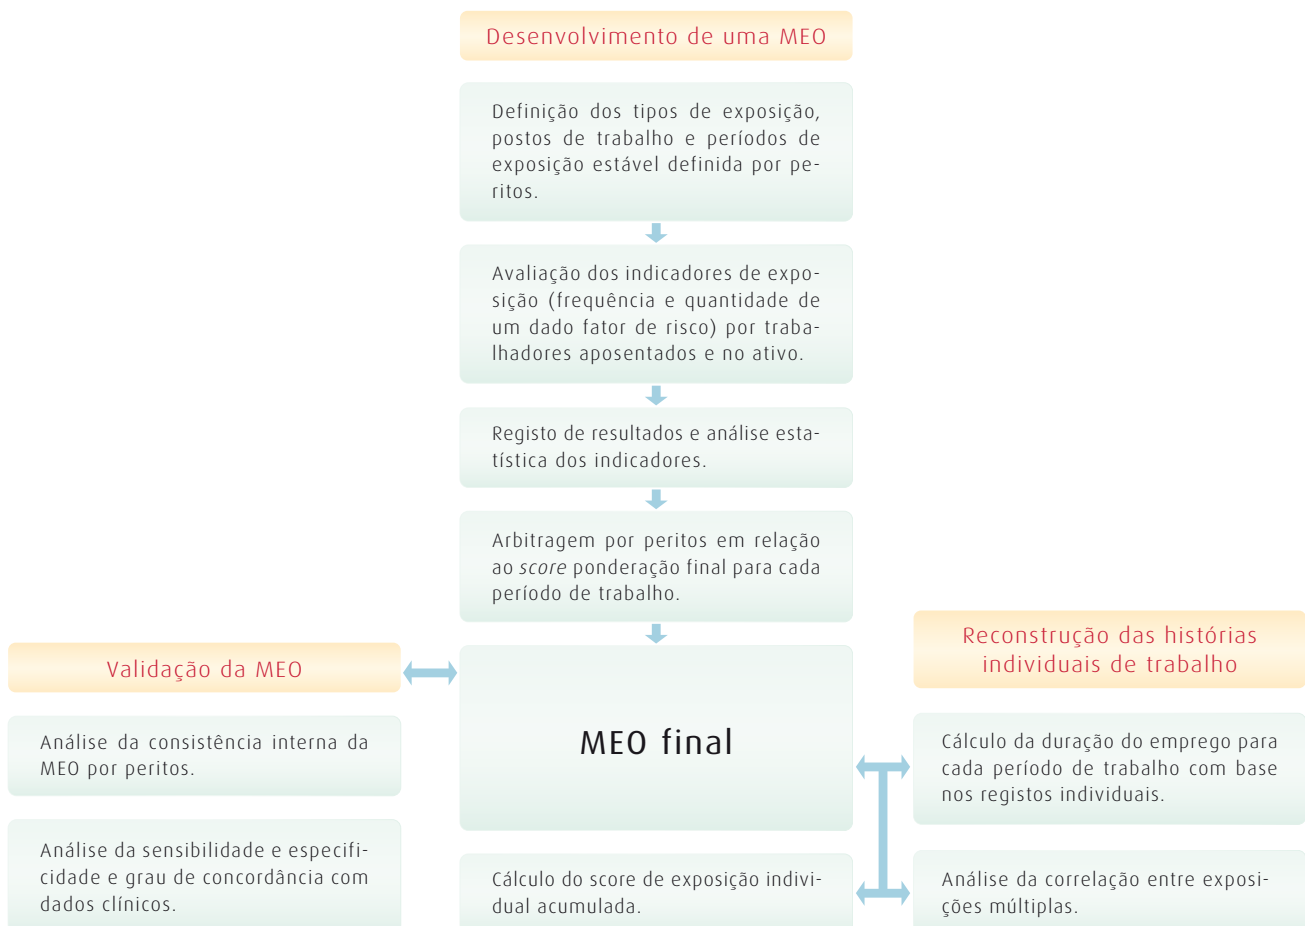 Desenvolvimento de uma MEO
Definição dos tipos de exposição,
postos de trabalho e períodos de
exposição estável definida por pe-
ritos.
Avaliação dos indicadores de expo-
sição (frequência e quantidade de
um dado fator de risco) por traba-
lhadores aposentados e no ativo.
Registo de resultados e análise esta-
tística dos indicadores.
Arbitragem por peritos em relação
ao score ponderação final para cada
período de trabalho.
Validação da MEO
Análise da consistência interna da
MEO por peritos.
Análise da sensibilidade e especifi-
cidade e grau de concordância com
dados clínicos.
MEO final
Cálculo do score de exposição indivi-
dual acumulada.
Reconstrução das histórias
individuais de trabalho
Cálculo da duração do emprego para
cada período de trabalho com base
nos registos individuais.
Análise da correlação entre exposi-
ções múltiplas.